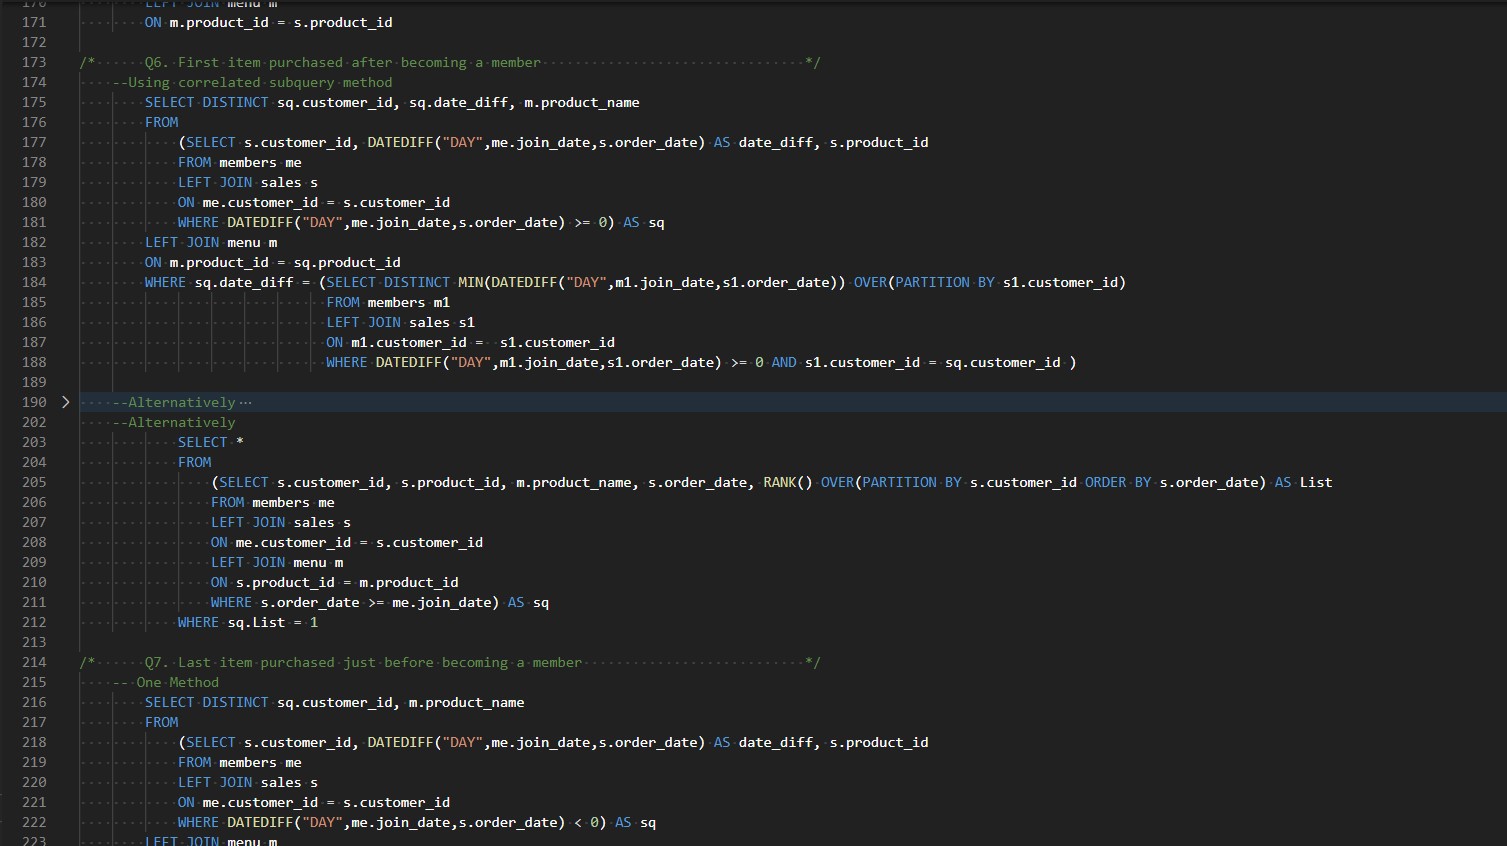 170 LEFT JOIN menu m
171 ON m.product_id = s.product_id
172
173 /* Q6. First item purchased after becoming a member */
174 --Using correlated subquery method
175 SELECT DISTINCT sq.customer_id, sq.date_diff, m.product_name
176 FROM
177 (SELECT s.customer_id, DATEDIFF("DAY",me.join_date,s.order_date) AS date_diff, s.product_id
178 FROM members me
179 LEFT JOIN sales s
180 ON me.customer_id = s.customer_id
181 WHERE DATEDIFF("DAY",me.join_date,s.order_date) >= 0) AS sq
182 LEFT JOIN menu m
183 ON m.product_id = sq.product_id
184 WHERE sq.date_diff = (SELECT DISTINCT MIN(DATEDIFF("DAY",m1.join_date,s1.order_date)) OVER(PARTITION BY s1.customer_id)
185 FROM members m1
186 LEFT JOIN sales s1
187 ON m1.customer_id = s1.customer_id
188 WHERE DATEDIFF("DAY",m1.join_date,s1.order_date) >= 0 AND s1.customer_id = sq.customer_id )
189
190 --Alternatively ···
202 --Alternatively
203 SELECT *
204 FROM
205 (SELECT s.customer_id, s.product_id, m.product_name, s.order_date, RANK() OVER(PARTITION BY s.customer_id ORDER BY s.order_date) AS List
206 FROM members me
207 LEFT JOIN sales s
208 ON me.customer_id = s.customer_id
209 LEFT JOIN menu m
210 ON s.product_id = m.product_id
211 WHERE s.order_date >= me.join_date) AS sq
212 WHERE sq.List = 1
213
214 /* Q7. Last item purchased just before becoming a member */
215 -- One Method
216 SELECT DISTINCT sq.customer_id, m.product_name
217 FROM
218 (SELECT s.customer_id, DATEDIFF("DAY",me.join_date,s.order_date) AS date_diff, s.product_id
219 FROM members me
220 LEFT JOIN sales s
221 ON me.customer_id = s.customer_id
222 WHERE DATEDIFF("DAY",me.join_date,s.order_date) < 0) AS sq
223 LEFT JOIN menu m